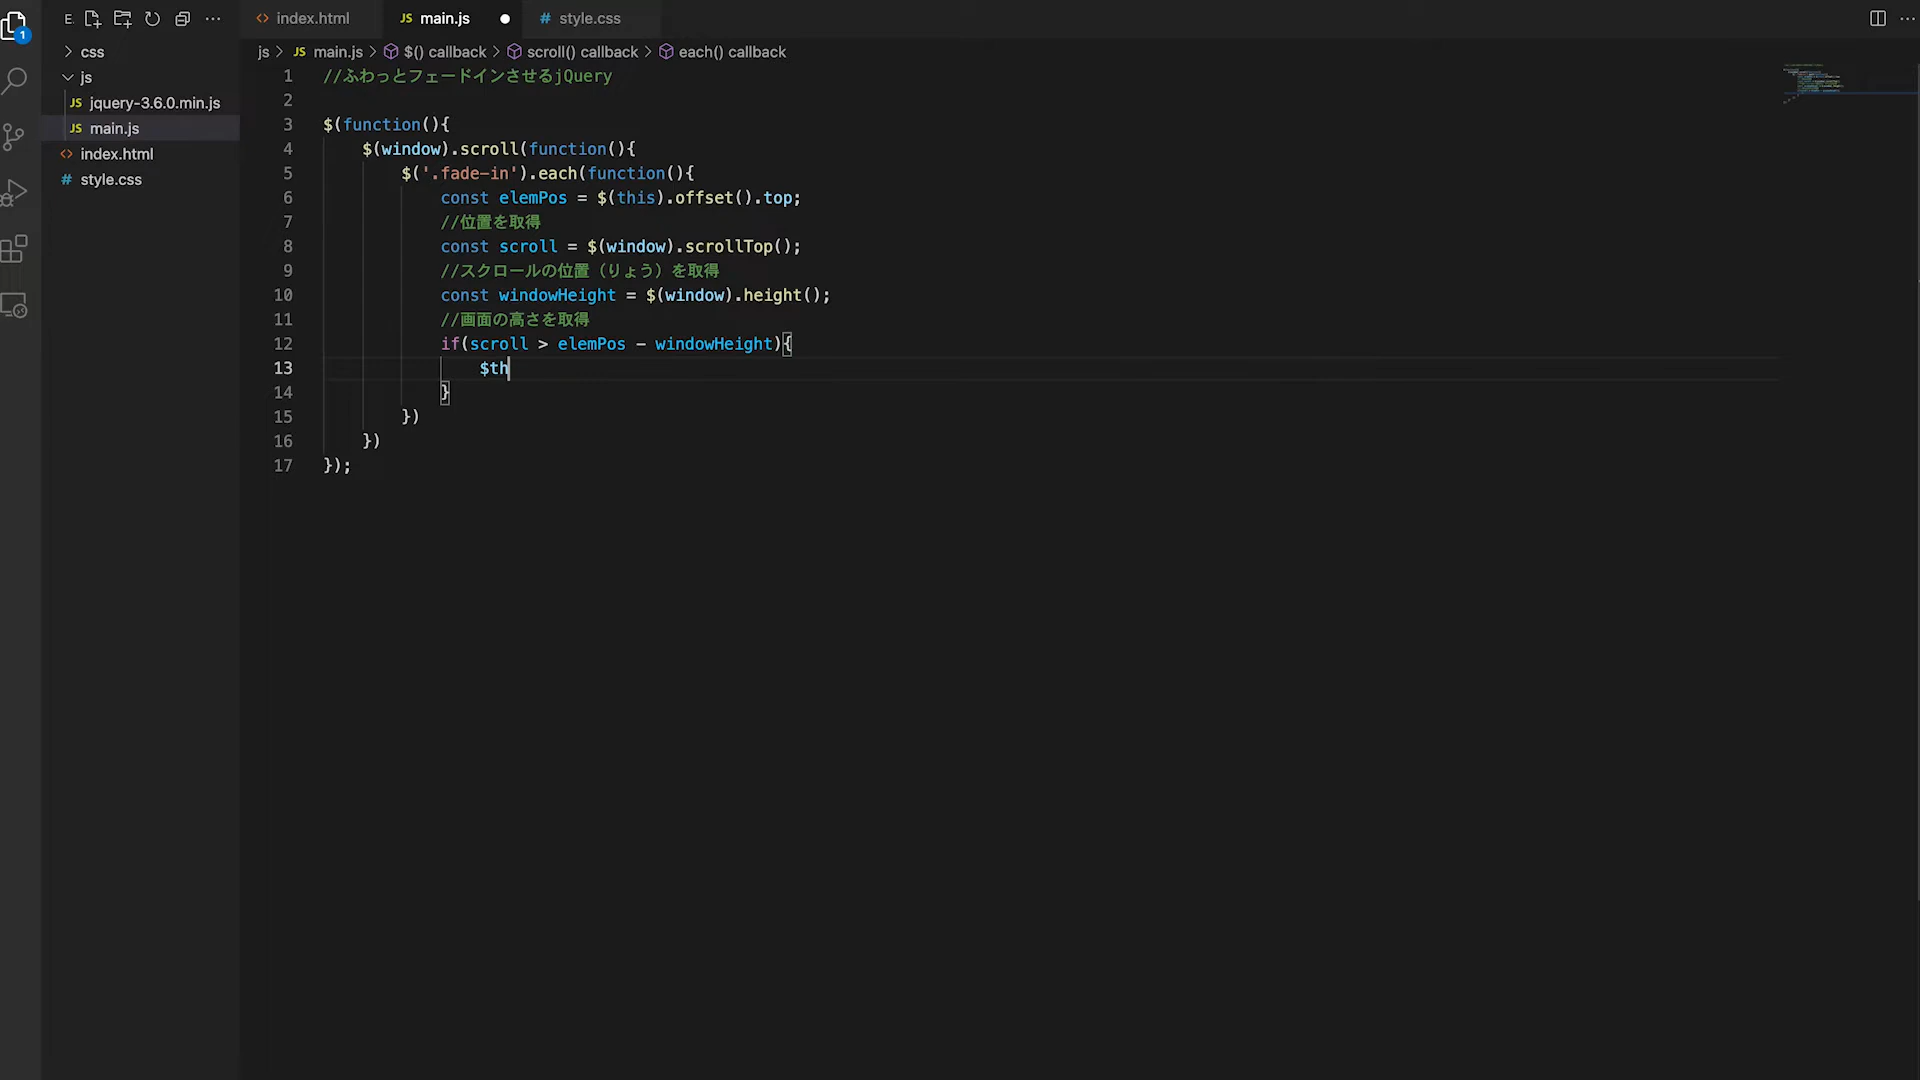 1
E
index.html
JS main.js
# style.css
css
js
JS jquery-3.6.0.min.js
JS main.js
index.html
# style.css
js > JS main.js > $() callback > scroll() callback > each() callback
1 //ふわっとフェードインさせるjQuery
2
3 $(function(){
4 $(window).scroll(function(){
5 $('.fade-in').each(function(){
6 const elemPos = $(this).offset().top;
7 //位置を取得
8 const scroll = $(window).scrollTop();
9 //スクロールの位置（りょう）を取得
10 const windowHeight = $(window).height();
11 //画面の高さを取得
12 if(scroll > elemPos - windowHeight){
13 $th
14 }
15 })
16 })
17 });